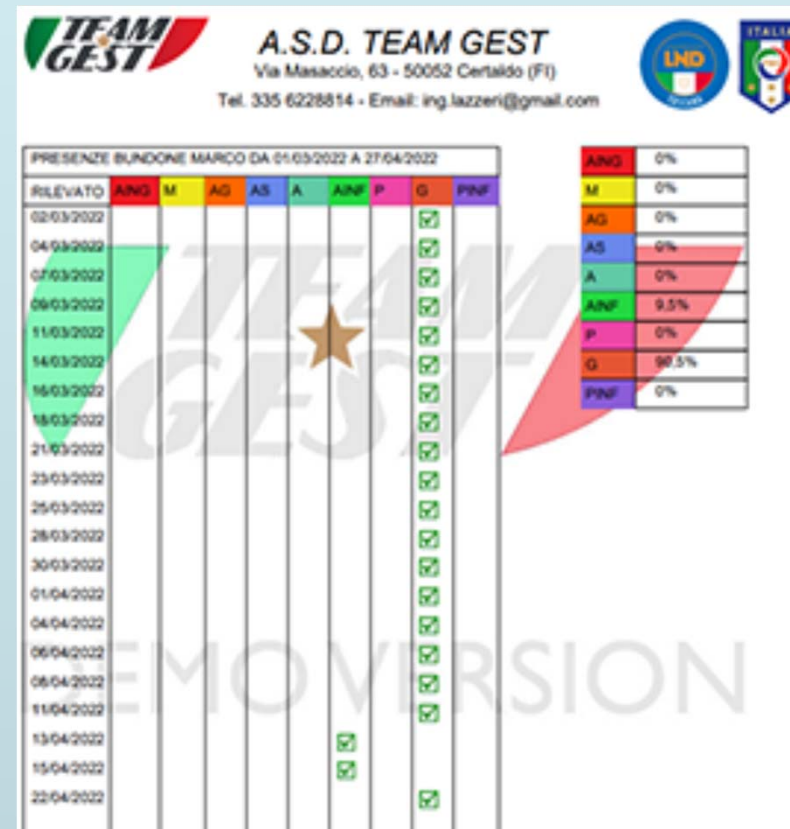 TEAM GEST
A.S.D. TEAM GEST
Via Masaccio, 63 - 50052 Certaldo (FI)
Tel. 335 6228814 - Email: ing.lazzeri@gmail.com
LND
ITALIA
PRESENZE BUNDONE MARCO DA 01/03/2022 A 27/04/2022
RILEVATO AING M AG AS A AINF P G PINF
02/03/2022
04/03/2022
07/03/2022
09/03/2022
11/03/2022
14/03/2022
16/03/2022
18/03/2022
21/03/2022
23/03/2022
25/03/2022
28/03/2022
30/03/2022
01/04/2022
04/04/2022
06/04/2022
08/04/2022
11/04/2022
13/04/2022
15/04/2022
22/04/2022
AING 0%
M 0%
AG 0%
AS 0%
A 0%
AINF 9,5%
P 0%
G 90,5%
PINF 0%
TEAM
GEST
DEMO VERSION